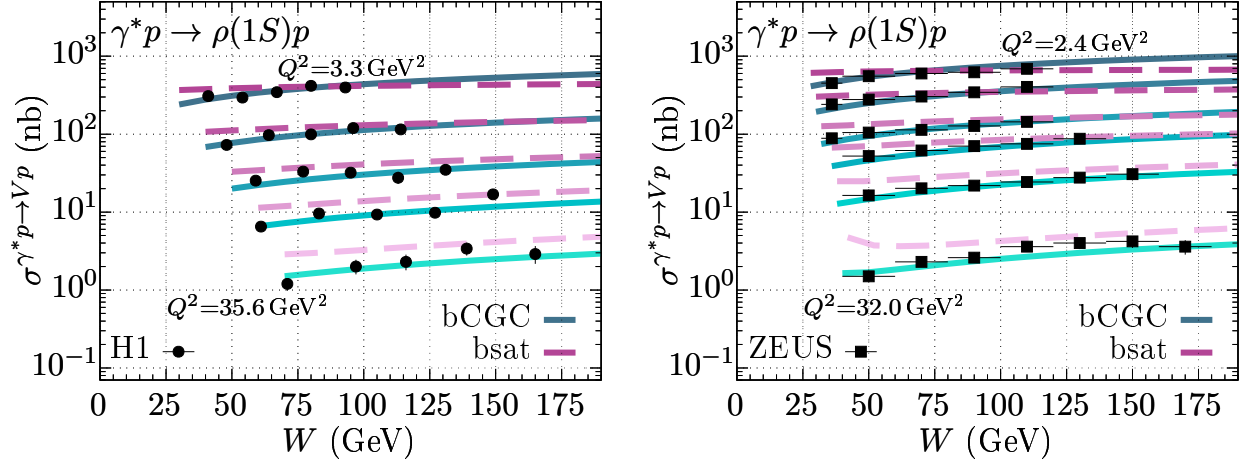 γ*p → ρ(1S)p
Q²=3.3 GeV²
Q²=35.6 GeV²
bCGC
H1
bsat
10³
10²
10¹
10⁰
10⁻¹
σ^{γ*p→Vp} (nb)
0 25 50 75 100 125 150 175
W (GeV)
γ*p → ρ(1S)p
Q²=2.4 GeV²
Q²=32.0 GeV²
bCGC
ZEUS
bsat
10³
10²
10¹
10⁰
10⁻¹
σ^{γ*p→Vp} (nb)
0 25 50 75 100 125 150 175
W (GeV)